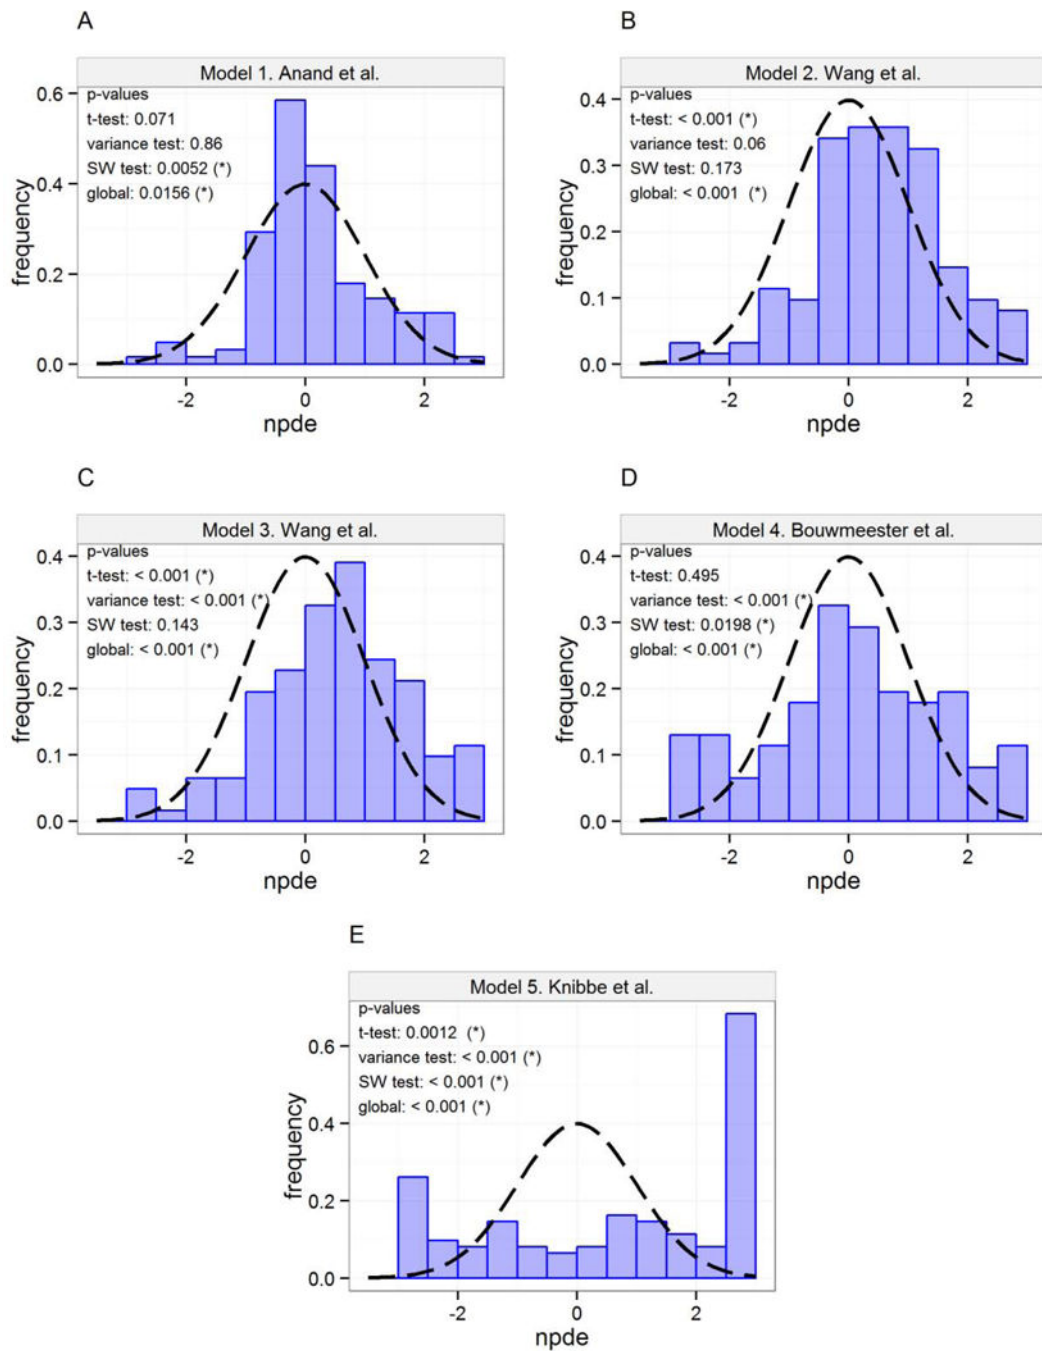 A
Model 1. Anand et al.
p-values
t-test: 0.071
variance test: 0.86
SW test: 0.0052 (*)
global: 0.0156 (*)
0.6
0.4
0.2
0.0
frequency
-2 0 2
npde
B
Model 2. Wang et al.
p-values
t-test: < 0.001 (*)
variance test: 0.06
SW test: 0.173
global: < 0.001 (*)
0.4
0.3
0.2
0.1
0.0
frequency
-2 0 2
npde
C
Model 3. Wang et al.
p-values
t-test: < 0.001 (*)
variance test: < 0.001 (*)
SW test: 0.143
global: < 0.001 (*)
0.4
0.3
0.2
0.1
0.0
frequency
-2 0 2
npde
D
Model 4. Bouwmeester et al.
p-values
t-test: 0.495
variance test: < 0.001 (*)
SW test: 0.0198 (*)
global: < 0.001 (*)
0.4
0.3
0.2
0.1
0.0
frequency
-2 0 2
npde
E
Model 5. Knibbe et al.
p-values
t-test: 0.0012 (*)
variance test: < 0.001 (*)
SW test: < 0.001 (*)
global: < 0.001 (*)
0.6
0.4
0.2
0.0
frequency
-2 0 2
npde